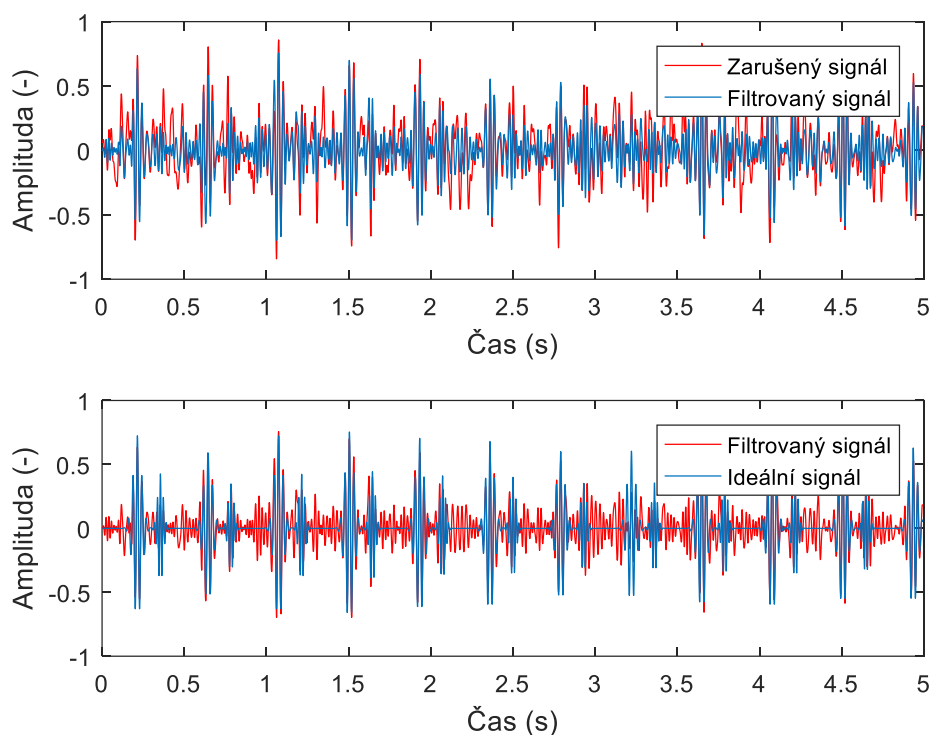 1
0.5
0
-0.5
-1
Amplituda (-)
Zarušený signál
Filtrovaný signál
0 0.5 1 1.5 2 2.5 3 3.5 4 4.5 5
Čas (s)
1
0.5
0
-0.5
-1
Amplituda (-)
Filtrovaný signál
Ideální signál
0 0.5 1 1.5 2 2.5 3 3.5 4 4.5 5
Čas (s)